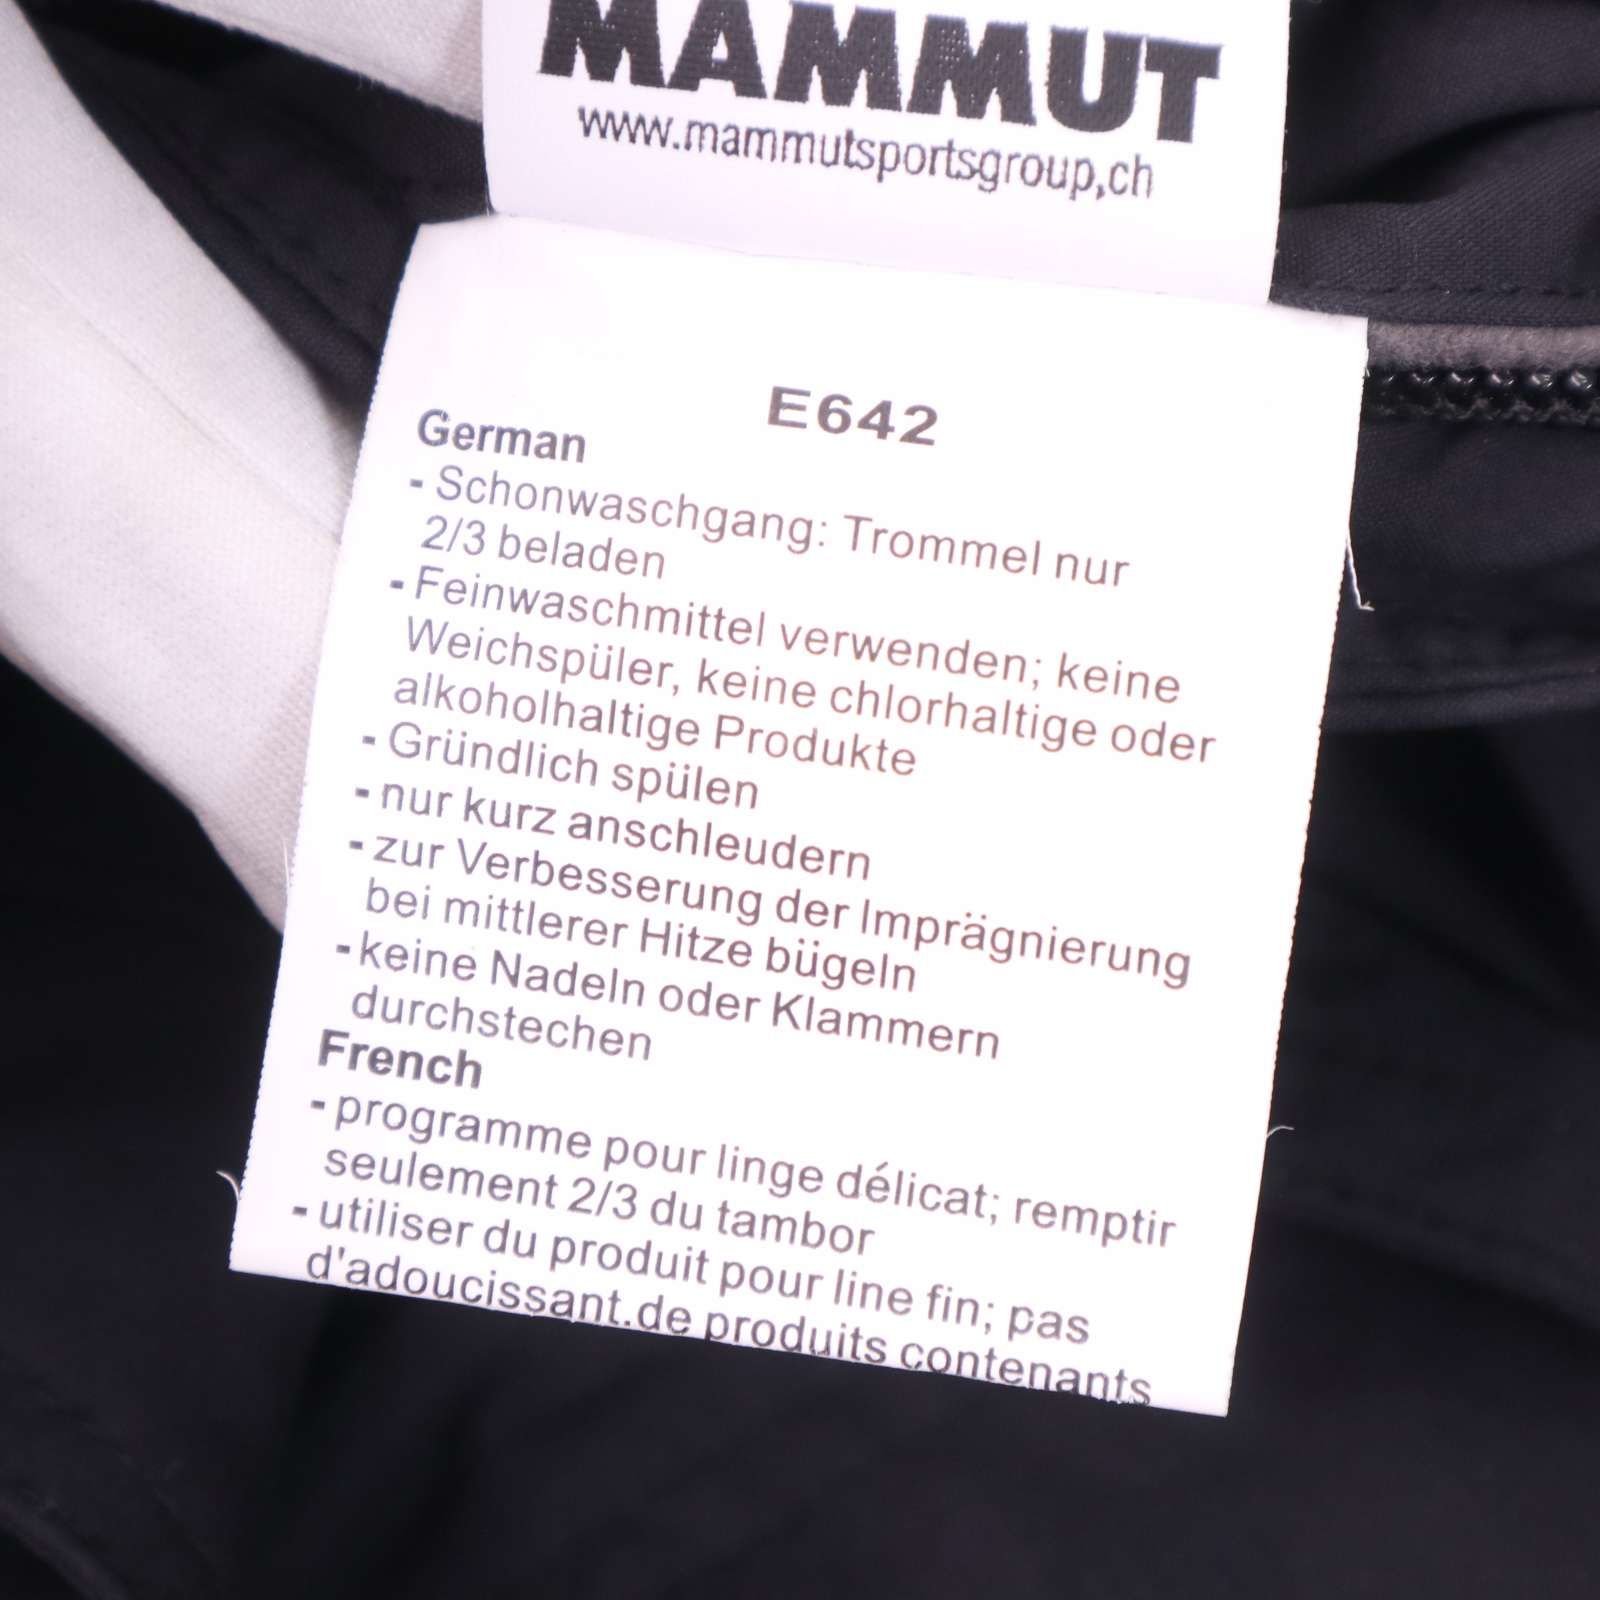 MAMMUT
www.mammutsportsgroup,ch
E642
German
- Schonwaschgang: Trommel nur
2/3 beladen
- Feinwaschmittel verwenden; keine
Weichspüler, keine chlorhaltige oder
alkoholhaltige Produkte
- Gründlich spülen
- nur kurz anschleudern
- zur Verbesserung der Imprägnierung
bei mittlerer Hitze bügeln
- keine Nadeln oder Klammern
durchstechen
French
- programme pour linge délicat; remptir
seulement 2/3 du tambor
- utiliser du produit pour line fin; pas
d'adoucissant.de produits contenants